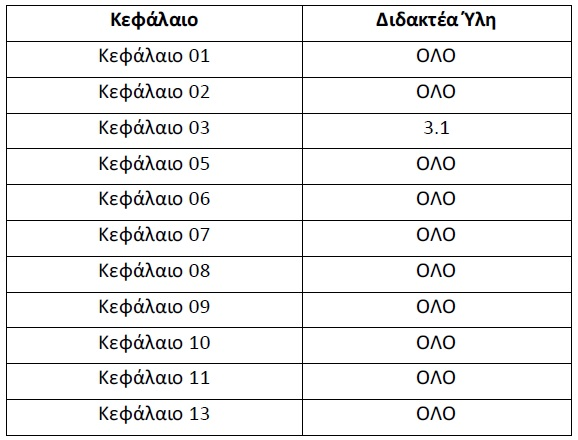 Κεφάλαιο Διδακτέα Ύλη
Κεφάλαιο 01 ΟΛΟ
Κεφάλαιο 02 ΟΛΟ
Κεφάλαιο 03 3.1
Κεφάλαιο 05 ΟΛΟ
Κεφάλαιο 06 ΟΛΟ
Κεφάλαιο 07 ΟΛΟ
Κεφάλαιο 08 ΟΛΟ
Κεφάλαιο 09 ΟΛΟ
Κεφάλαιο 10 ΟΛΟ
Κεφάλαιο 11 ΟΛΟ
Κεφάλαιο 13 ΟΛΟ